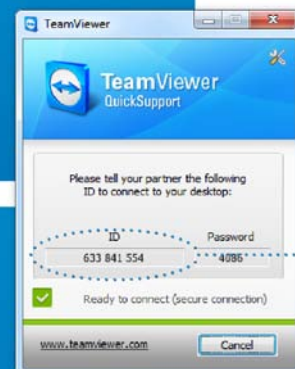 TeamViewer
TeamViewer
QuickSupport
Please tell your partner the following
ID to connect to your desktop:
ID Password
633 841 554 4086
Ready to connect (secure connection)
www.teamviewer.com Cancel